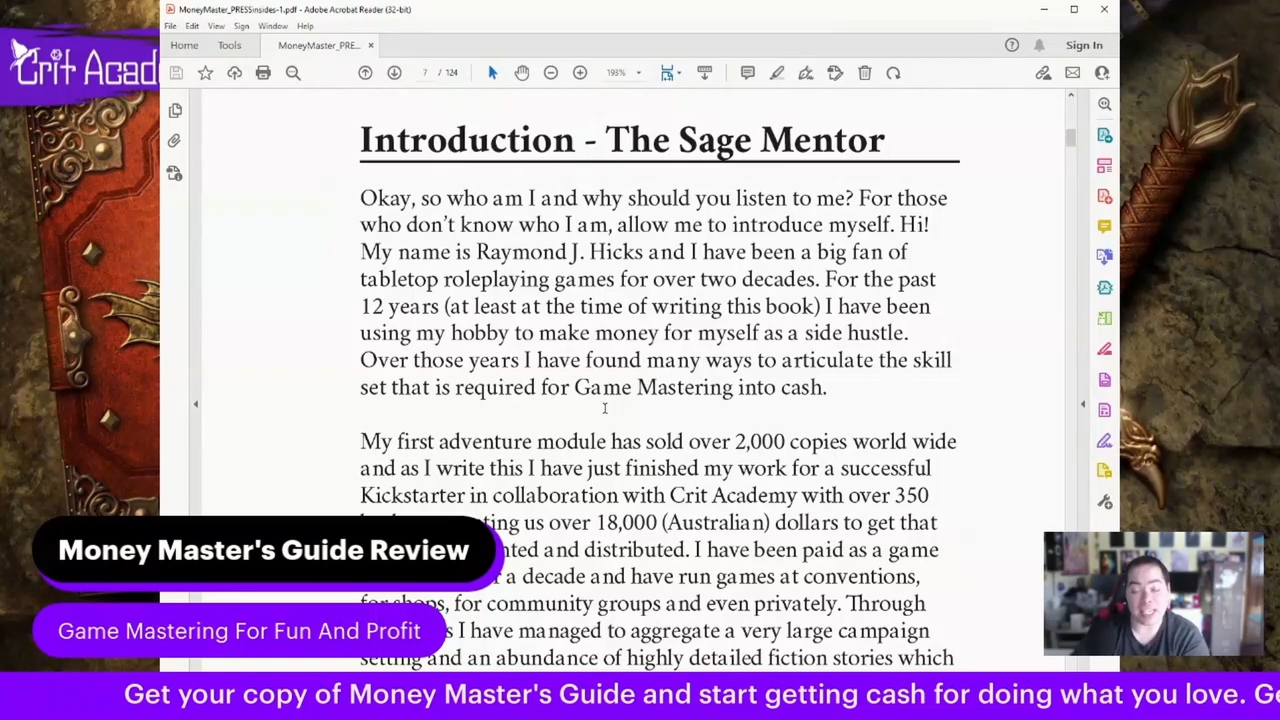 MoneyMaster_PRESSinsides-1.pdf - Adobe Acrobat Reader (32-bit)
File Edit View Sign Window Help
Home Tools MoneyMaster_PRE... × Sign In
7 / 124 193%
Crit Acad
Introduction - The Sage Mentor
Okay, so who am I and why should you listen to me? For those
who don’t know who I am, allow me to introduce myself. Hi!
My name is Raymond J. Hicks and I have been a big fan of
tabletop roleplaying games for over two decades. For the past
12 years (at least at the time of writing this book) I have been
using my hobby to make money for myself as a side hustle.
Over those years I have found many ways to articulate the skill
set that is required for Game Mastering into cash.
My first adventure module has sold over 2,000 copies world wide
and as I write this I have just finished my work for a successful
Kickstarter in collaboration with Crit Academy with over 350
ting us over 18,000 (Australian) dollars to get that
nted and distributed. I have been paid as a game
r a decade and have run games at conventions,
for shops, for community groups and even privately. Through
s I have managed to aggregate a very large campaign
setting and an abundance of highly detailed fiction stories which
Money Master's Guide Review
Game Mastering For Fun And Profit
Get your copy of Money Master's Guide and start getting cash for doing what you love. Ge